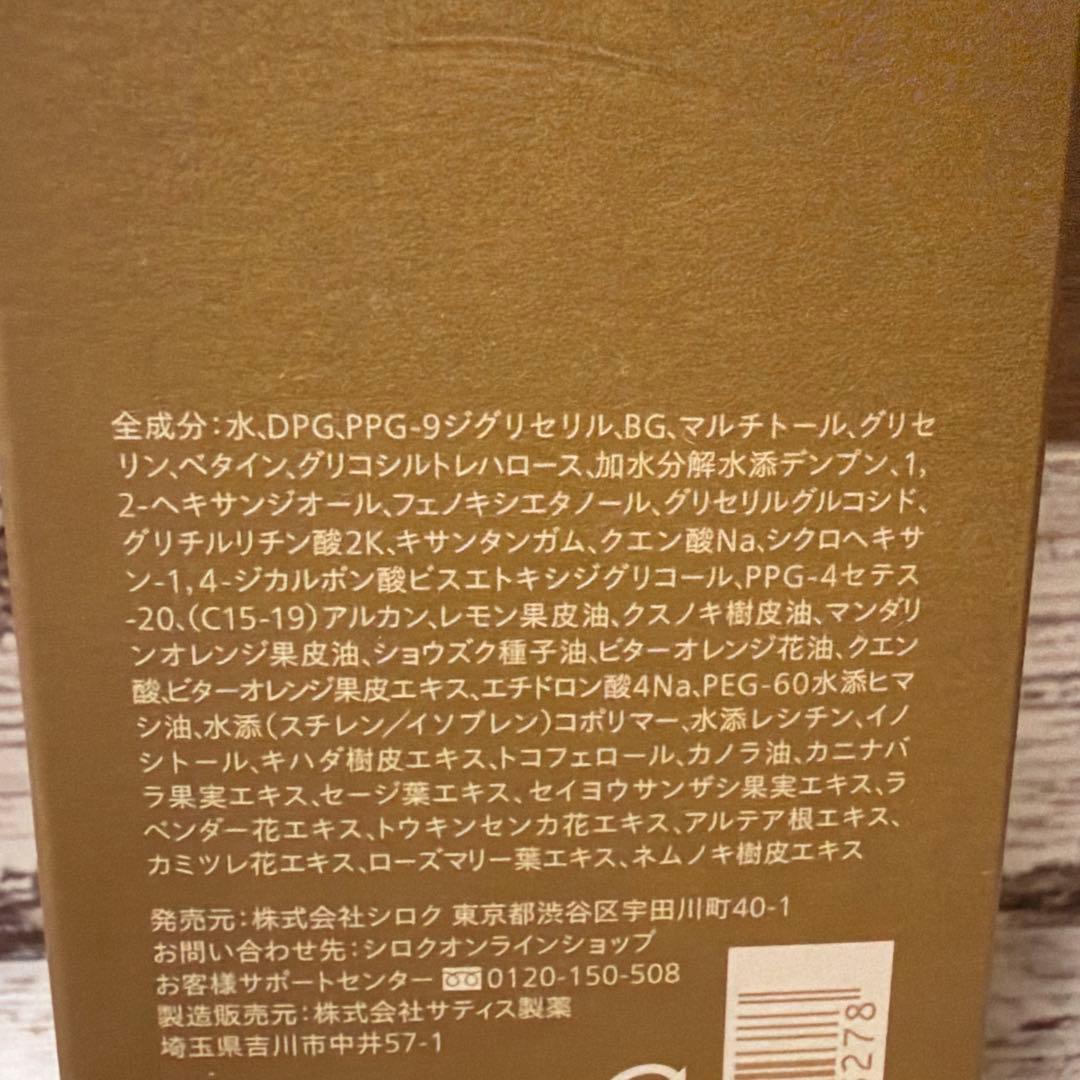 全成分:水、DPG、PPG-9ジグリセリル、BG、マルチトール、グリセ
リン、ベタイン、グリコシルトレハロース、加水分解水添デンプン、1,
2-ヘキサンジオール、フェノキシエタノール、グリセリルグルコシド、
グリチルリチン酸2K、キサンタンガム、クエン酸Na、シクロヘキサ
ン-1,4-ジカルボン酸ビスエトキシジグリコール、PPG-4セテス
-20、(C15-19)アルカン、レモン果皮油、クスノキ樹皮油、マンダリ
ンオレンジ果皮油、ショウズク種子油、ビターオレンジ花油、クエン
酸、ビターオレンジ果皮エキス、エチドロン酸4Na、PEG-60水添ヒマ
シ油、水添(スチレン/イソプレン)コポリマー、水添レシチン、イノ
シトール、キハダ樹皮エキス、トコフェロール、カノラ油、カニナバ
ラ果実エキス、セージ葉エキス、セイヨウサンザシ果実エキス、ラ
ベンダー花エキス、トウキンセンカ花エキス、アルテア根エキス、
カミツレ花エキス、ローズマリー葉エキス、ネムノキ樹皮エキス
発売元:株式会社シロク 東京都渋谷区宇田川町40-1
お問い合わせ先:シロクオンラインショップ
お客様サポートセンター 0120-150-508
製造販売元:株式会社サティス製薬
埼玉県吉川市中井57-1
278